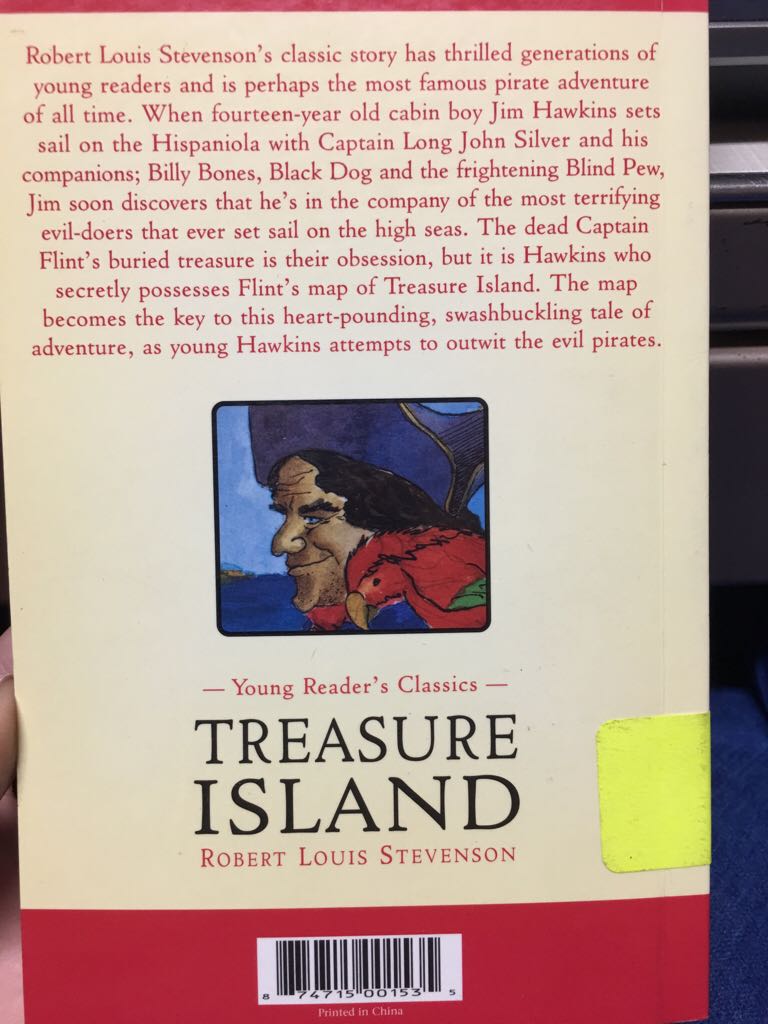 Robert Louis Stevenson's classic story has thrilled generations of
young readers and is perhaps the most famous pirate adventure
of all time. When fourteen-year old cabin boy Jim Hawkins sets
sail on the Hispaniola with Captain Long John Silver and his
companions; Billy Bones, Black Dog and the frightening Blind Pew,
Jim soon discovers that he's in the company of the most terrifying
evil-doers that ever set sail on the high seas. The dead Captain
Flint's buried treasure is their obsession, but it is Hawkins who
secretly possesses Flint's map of Treasure Island. The map
becomes the key to this heart-pounding, swashbuckling tale of
adventure, as young Hawkins attempts to outwit the evil pirates.
— Young Reader's Classics —
TREASURE
ISLAND
ROBERT LOUIS STEVENSON
8 74715 00153 5
Printed in China